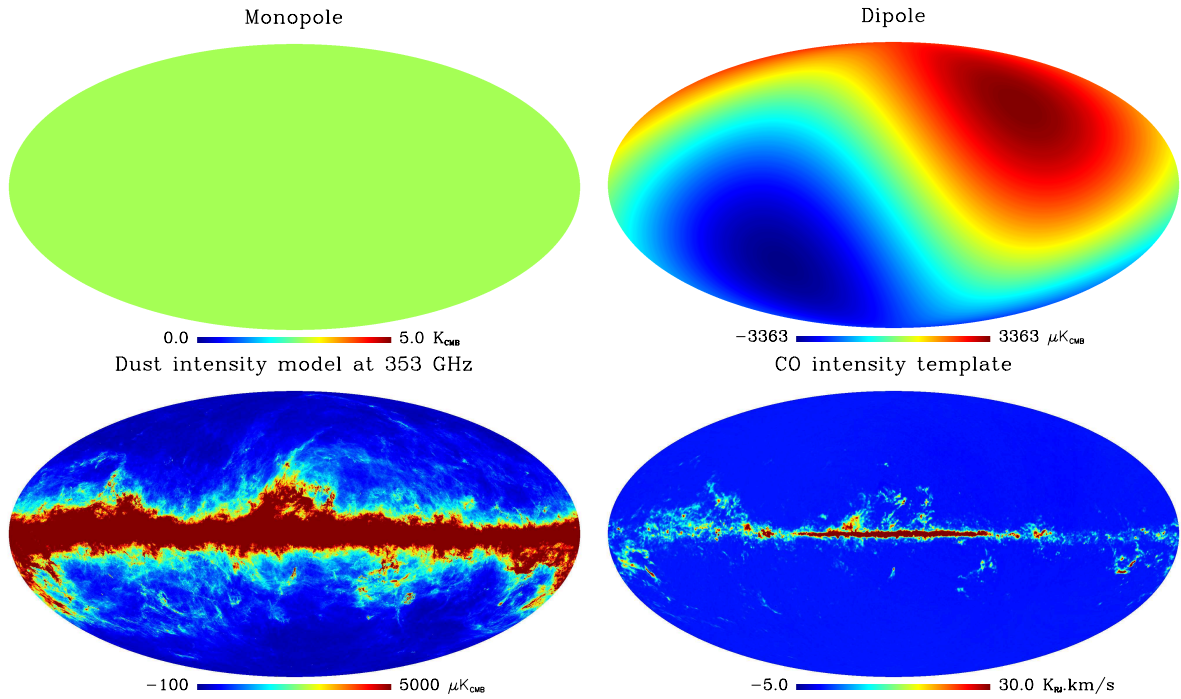 Monopole
Dipole
0.0 5.0 K_CMB
−3363 3363 μK_CMB
Dust intensity model at 353 GHz
CO intensity template
−100 5000 μK_CMB
−5.0 30.0 K_RJ.km/s